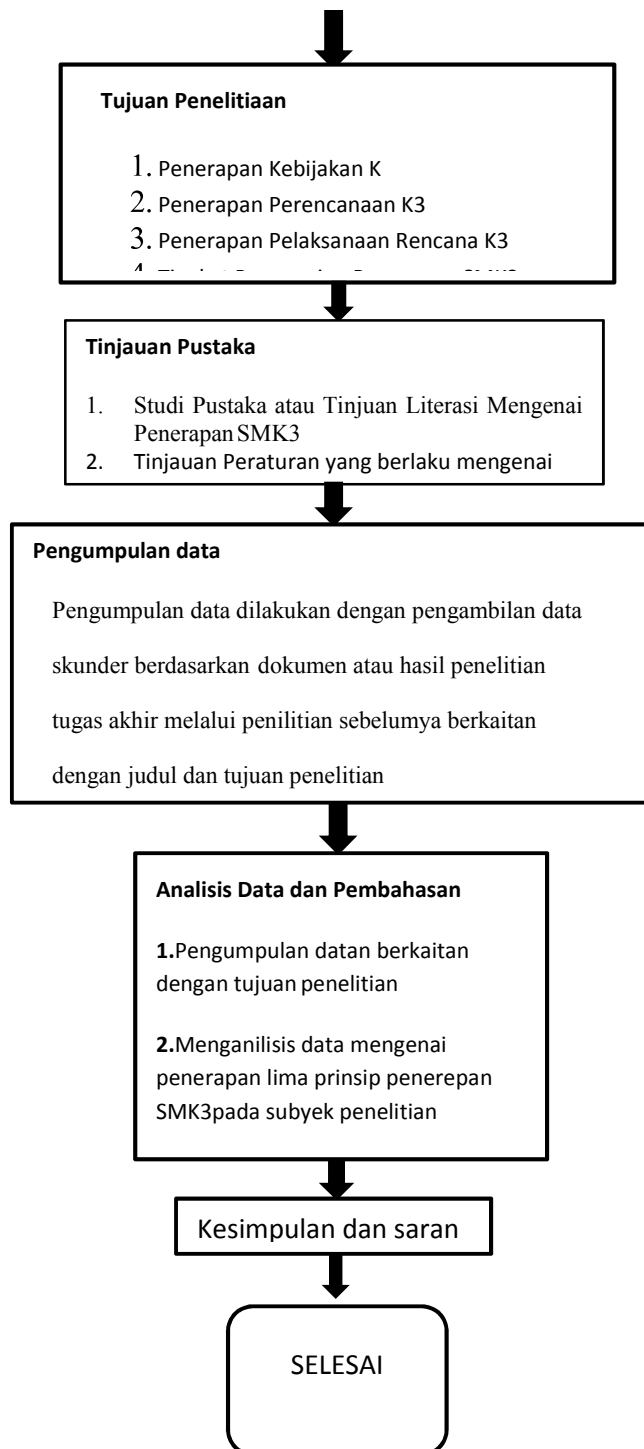 Tujuan Penelitiaan
1. Penerapan Kebijakan K
2. Penerapan Perencanaan K3
3. Penerapan Pelaksanaan Rencana K3
4.
Tinjauan Pustaka
1. Studi Pustaka atau Tinjuan Literasi Mengenai
Penerapan SMK3
2. Tinjauan Peraturan yang berlaku mengenai
Pengumpulan data
Pengumpulan data dilakukan dengan pengambilan data
skunder berdasarkan dokumen atau hasil penelitian
tugas akhir melalui penilitian sebelumya berkaitan
dengan judul dan tujuan penelitian
Analisis Data dan Pembahasan
1.Pengumpulan datan berkaitan
dengan tujuan penelitian
2.Menganilisis data mengenai
penerapan lima prinsip penerepan
SMK3pada subyek penelitian
Kesimpulan dan saran
SELESAI